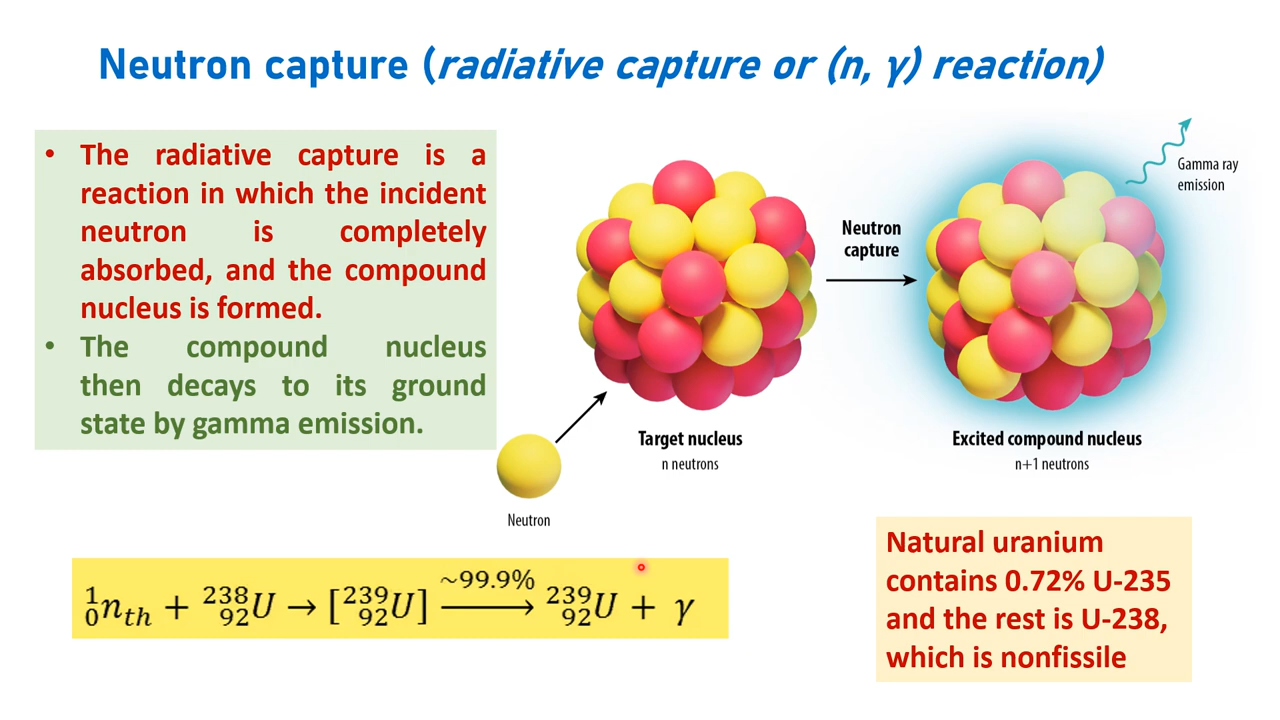 Neutron capture (radiative capture or (n, γ) reaction)
• The radiative capture is a
reaction in which the incident
neutron is completely
absorbed, and the compound
nucleus is formed.
• The compound nucleus
then decays to its ground
state by gamma emission.
Neutron
Target nucleus
n neutrons
Neutron
capture
Gamma ray
emission
Excited compound nucleus
n+1 neutrons
¹₀n_th + ²³⁸₉₂U → [²³⁹₉₂U] ~99.9% ⟶ ²³⁹₉₂U + γ
Natural uranium
contains 0.72% U-235
and the rest is U-238,
which is nonfissile